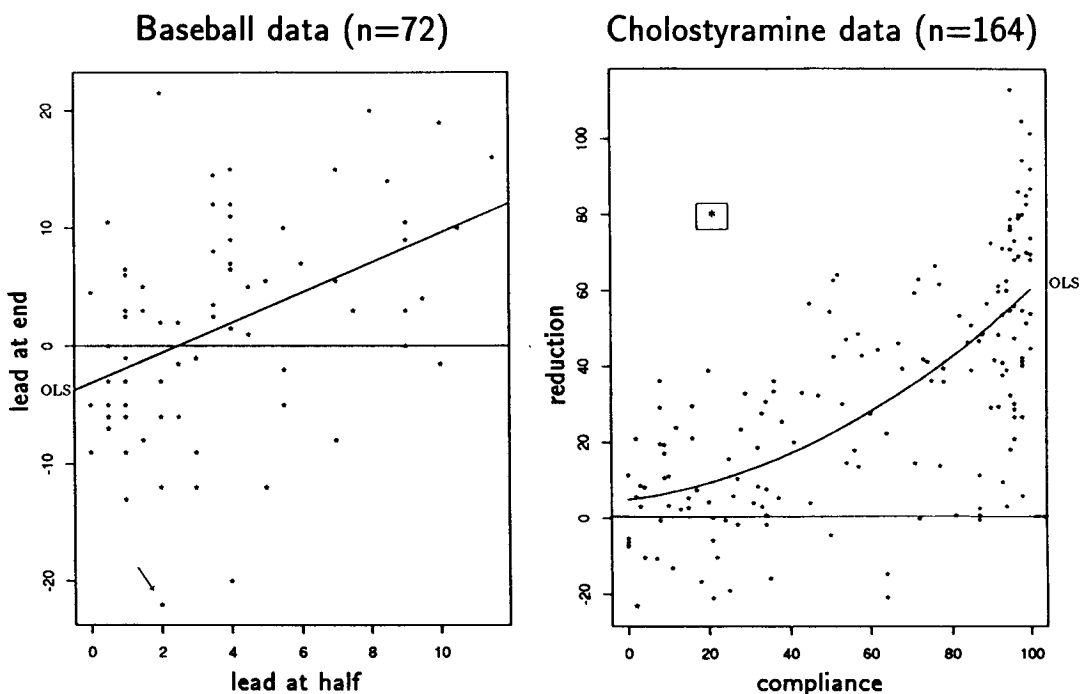 Baseball data (n=72)
20
10
0
-10
-20
lead at end
OLS
0 2 4 6 8 10
lead at half
Cholostyramine data (n=164)
100
80
60
40
20
0
-20
reduction
OLS
0 20 40 60 80 100
compliance